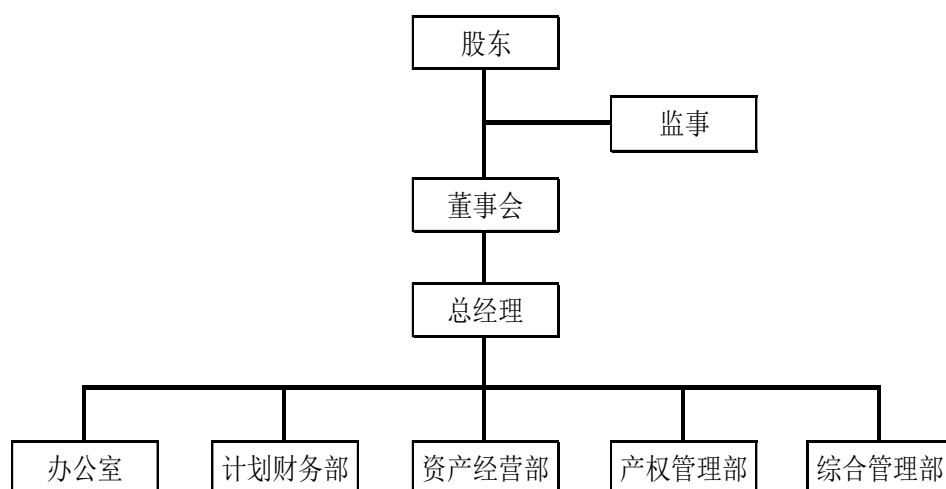 股东
监事
董事会
总经理
办公室
计划财务部
资产经营部
产权管理部
综合管理部